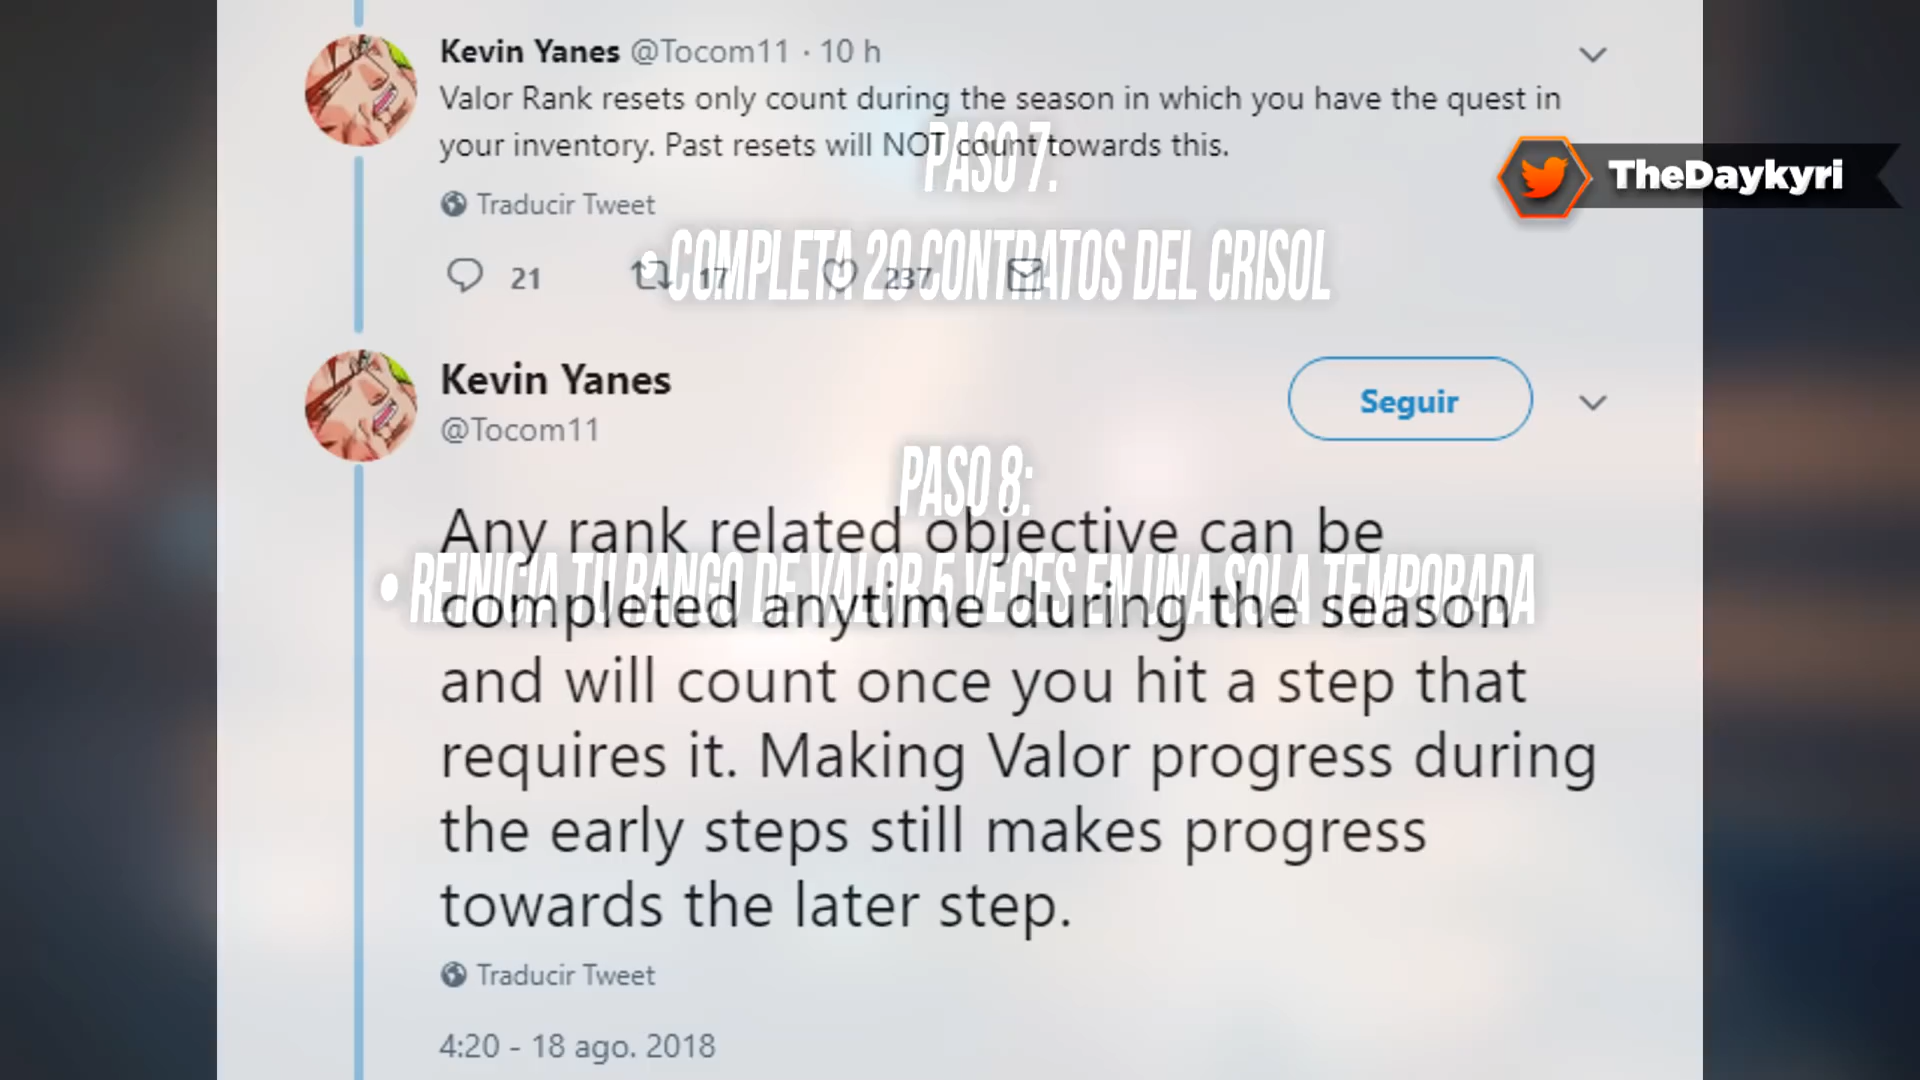 Kevin Yanes @Tocom11 · 10 h
Valor Rank resets only count during the season in which you have the quest in
your inventory. Past resets will NOT count towards this.
PASO 7:
TheDaykyri
Traducir Tweet
21 17 237
• COMPLETA 20 CONTRATOS DEL CRISOL
Kevin Yanes
@Tocom11
Seguir
PASO 8:
Any rank related objective can be
• REINICIA TU RANGO DE VALOR 5 VECES EN UNA SOLA TEMPORADA
completed anytime during the season
and will count once you hit a step that
requires it. Making Valor progress during
the early steps still makes progress
towards the later step.
Traducir Tweet
4:20 - 18 ago. 2018